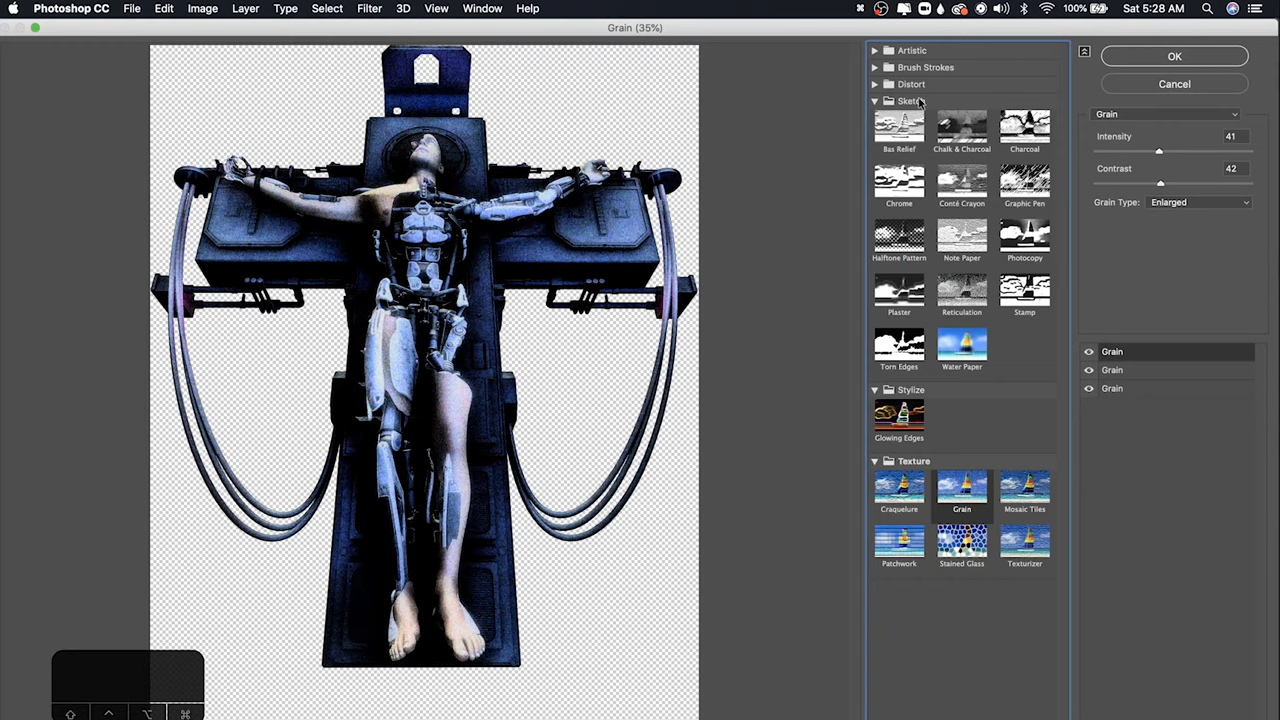 Photoshop CC File Edit Image Layer Type Select Filter 3D View Window Help 100% Sat 5:28 AM
Grain (35%)
Artistic
Brush Strokes
Distort
Sketch
Bas Relief Chalk & Charcoal Charcoal
Chrome Conté Crayon Graphic Pen
Halftone Pattern Note Paper Photocopy
Plaster Reticulation Stamp
Torn Edges Water Paper
Stylize
Glowing Edges
Texture
Craquelure Grain Mosaic Tiles
Patchwork Stained Glass Texturizer
OK
Cancel
Grain
Intensity 41
Contrast 42
Grain Type: Enlarged
Grain
Grain
Grain